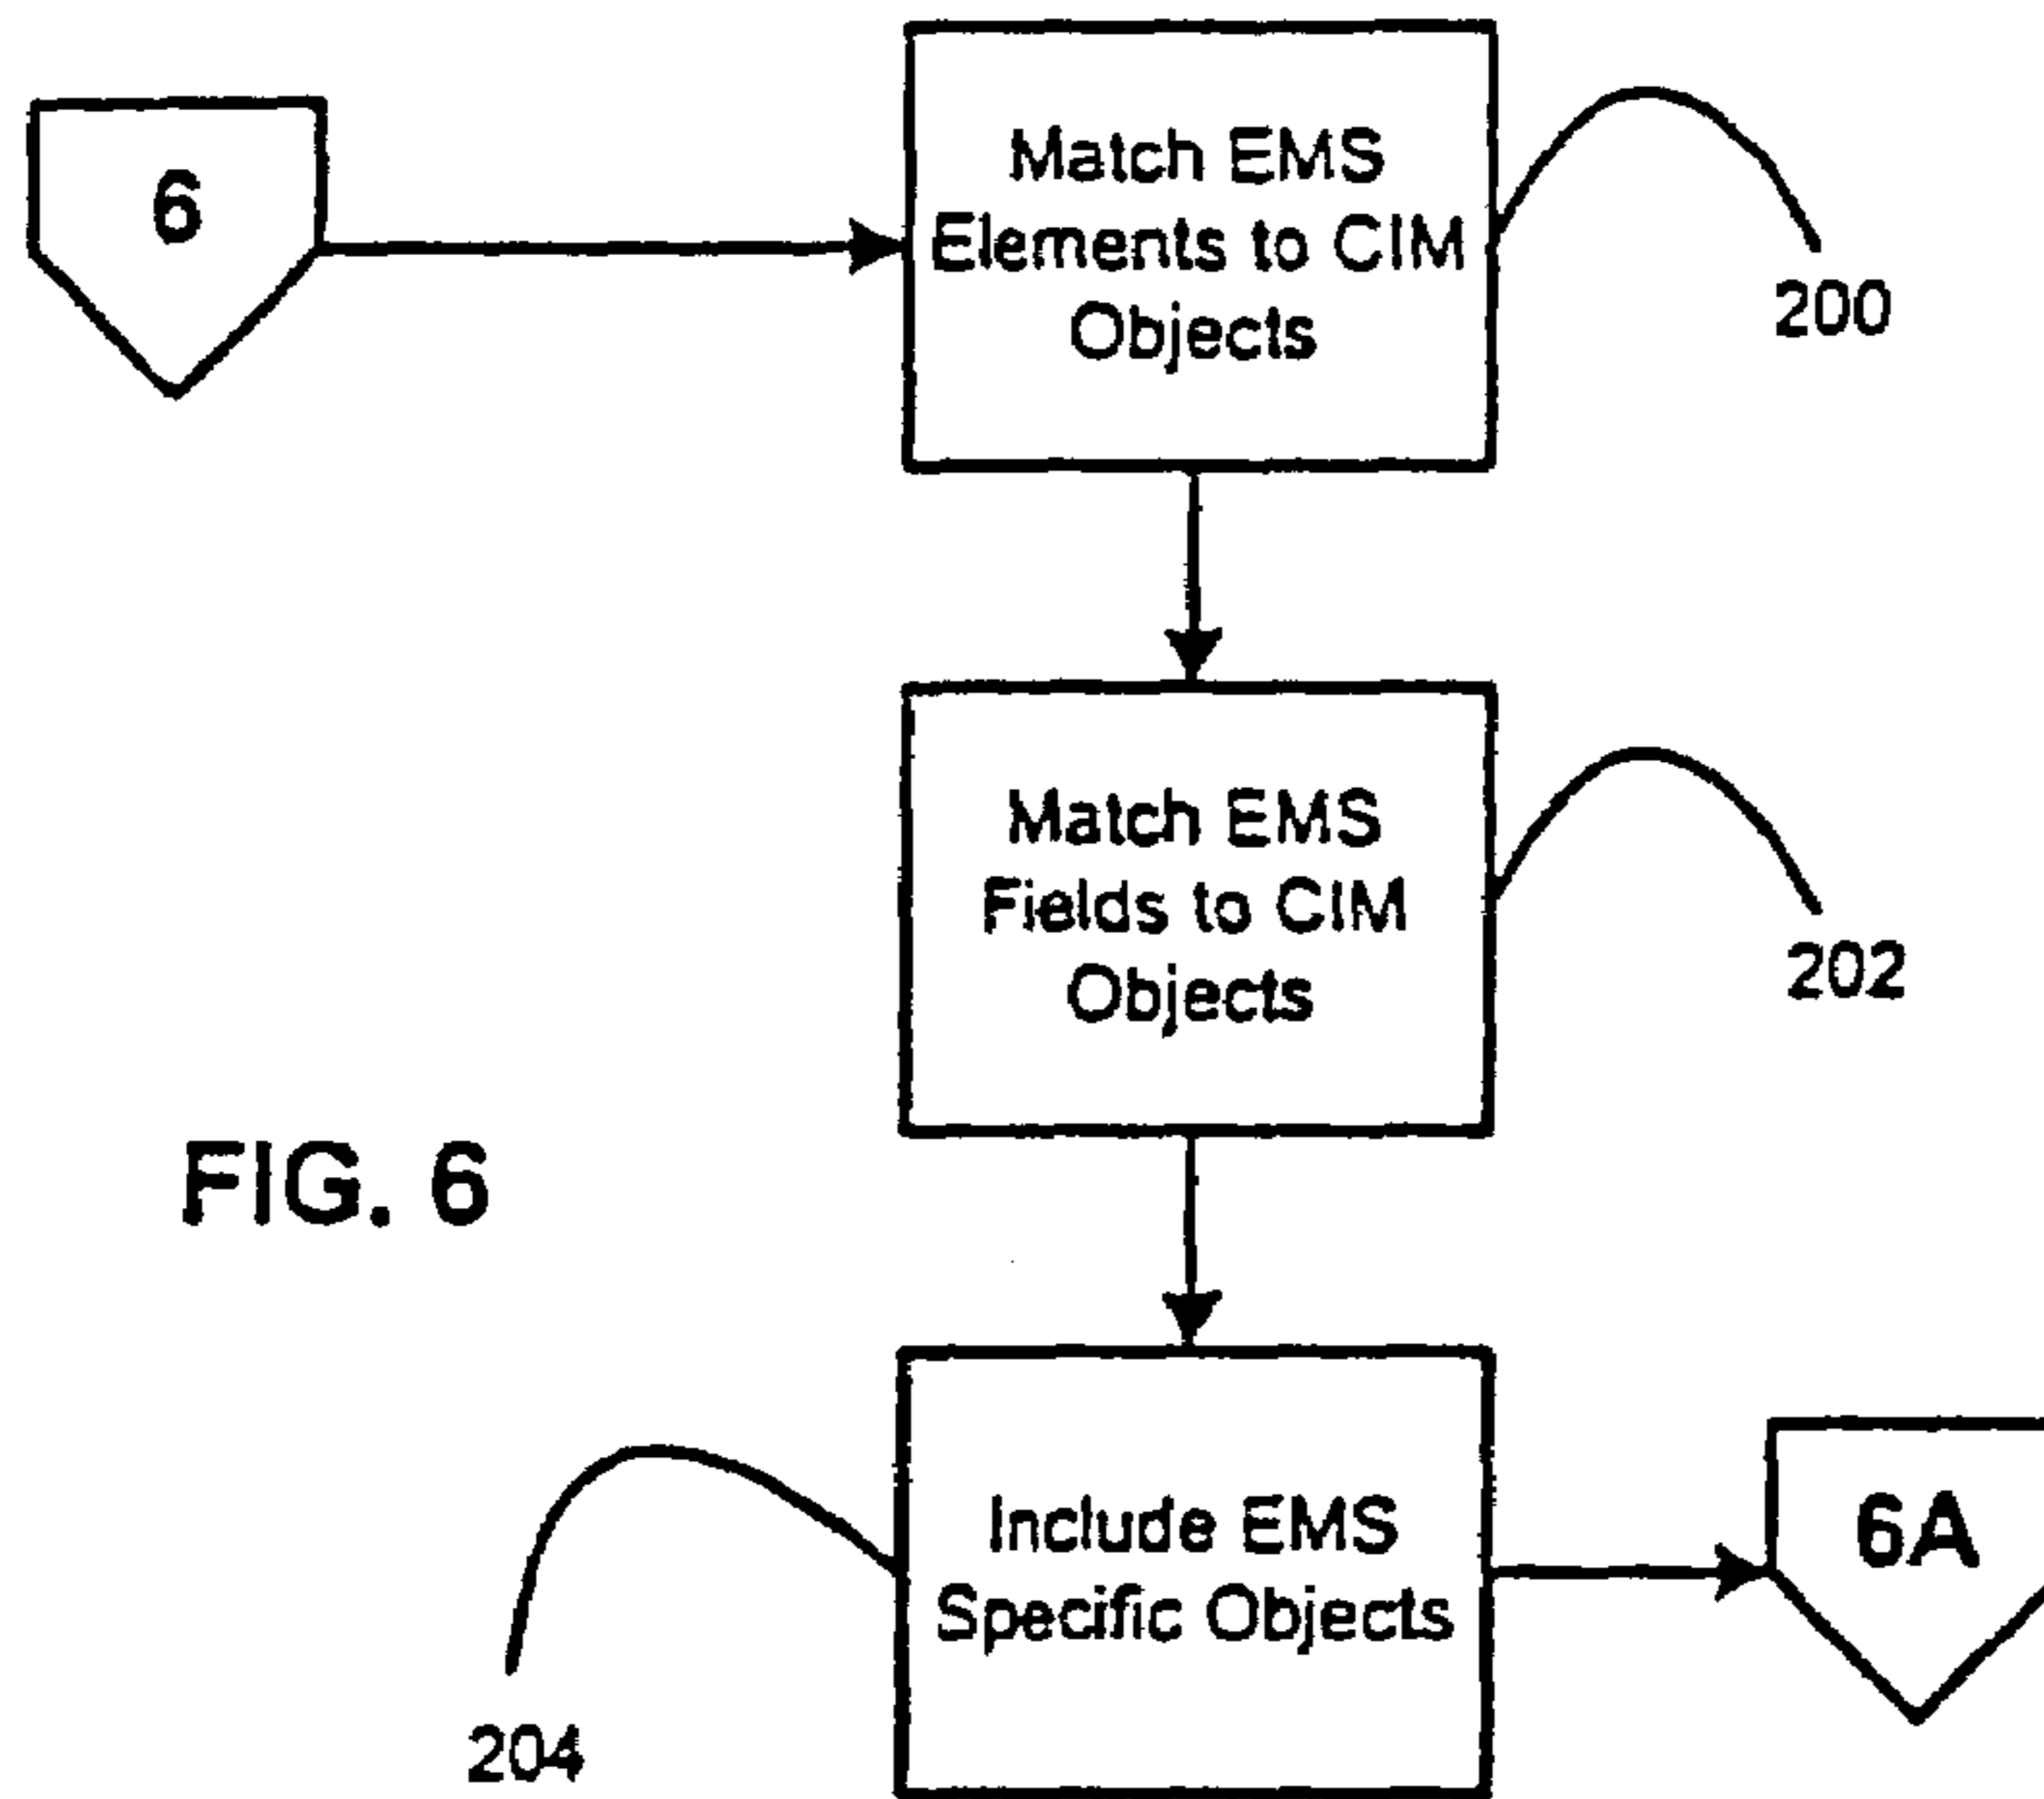 6
Match EMS
Elements to CIM
Objects
200
Match EMS
Fields to CIM
Objects
202
FIG. 6
Include EMS
Specific Objects
6A
204